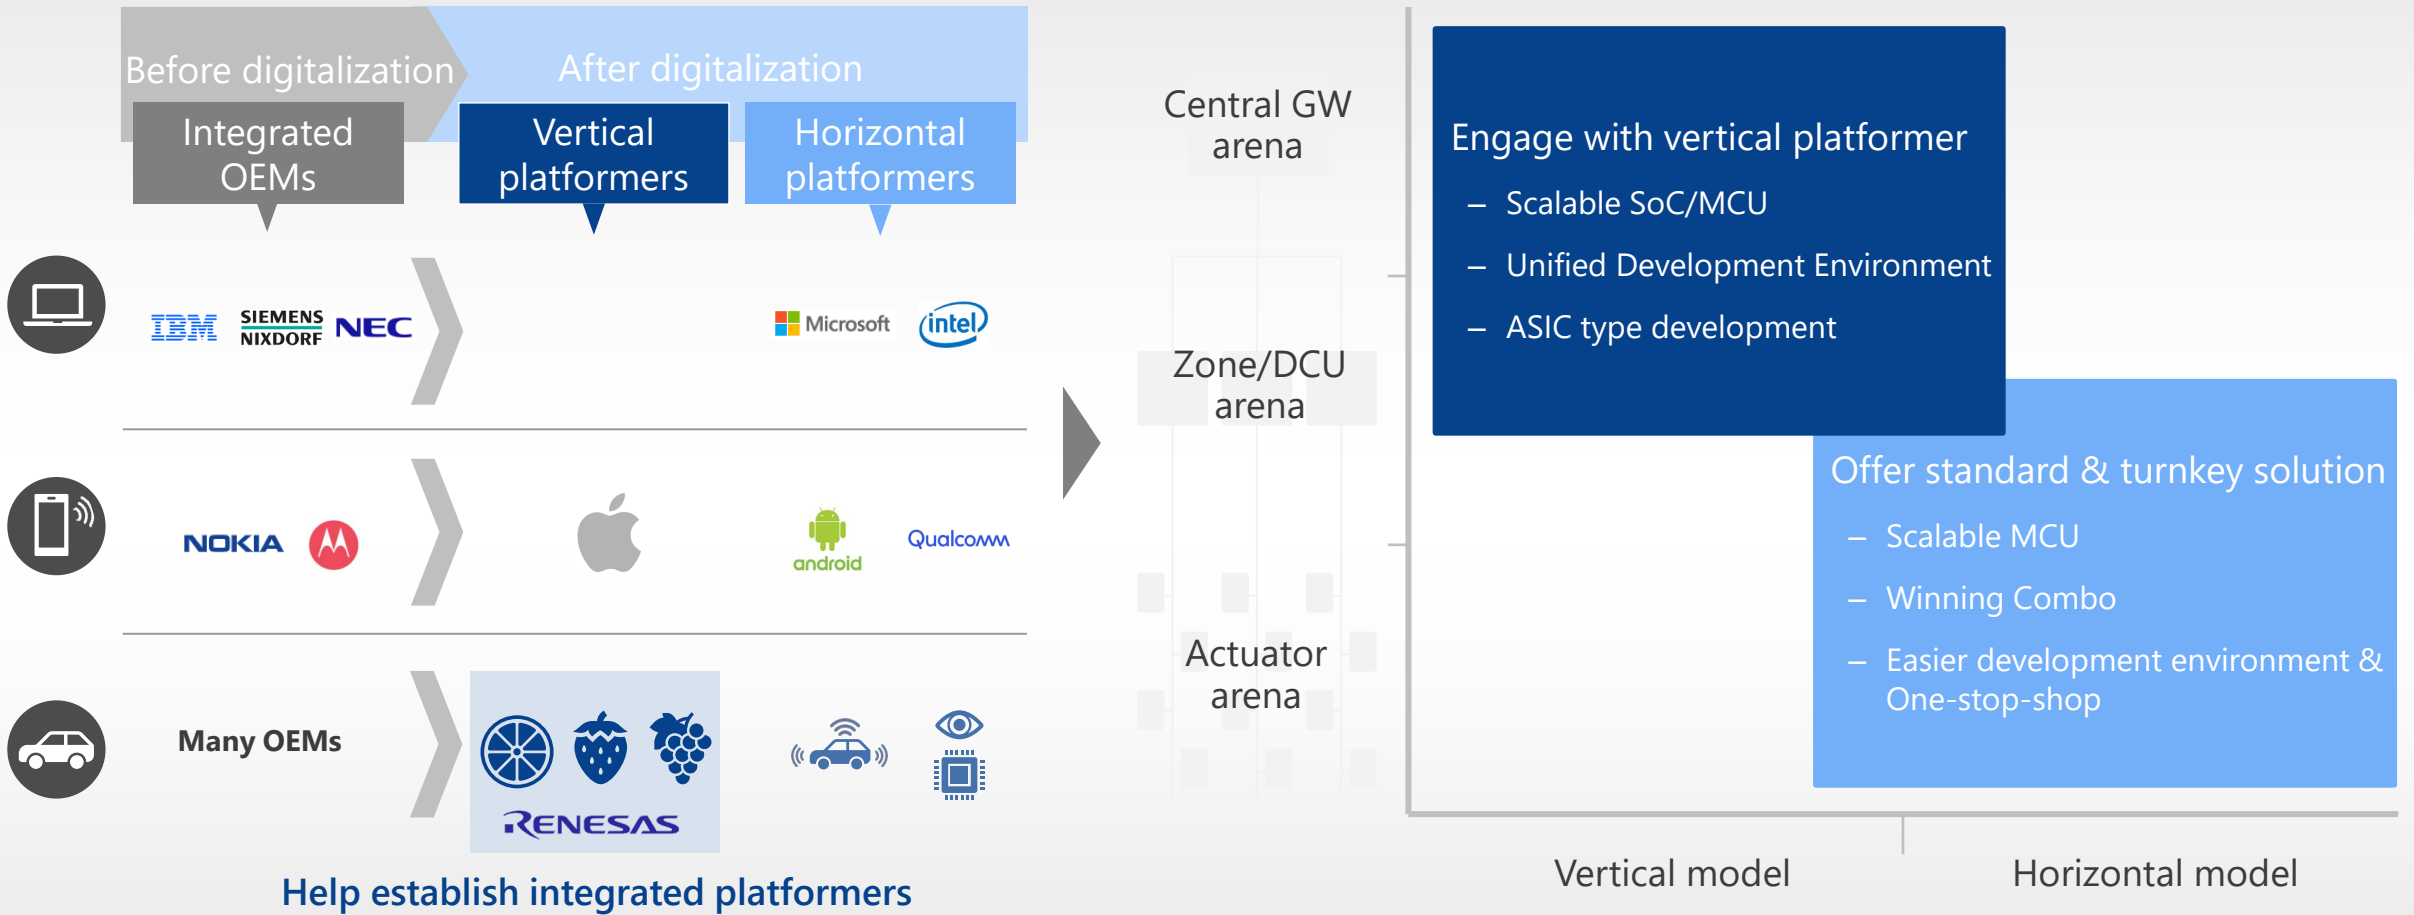 Before digitalization
After digitalization
Integrated
OEMs
Vertical
platformers
Horizontal
platformers
IBM
SIEMENS
NIXDORF
NEC
Microsoft
intel
NOKIA
android
Qualcomm
Many OEMs
RENESAS
Help establish integrated platformers
Central GW
arena
Zone/DCU
arena
Actuator
arena
Engage with vertical platformer
– Scalable SoC/MCU
– Unified Development Environment
– ASIC type development
Offer standard & turnkey solution
– Scalable MCU
– Winning Combo
– Easier development environment &
One-stop-shop
Vertical model
Horizontal model